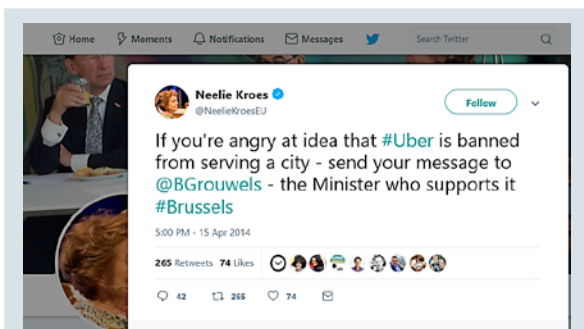 Home Moments Notifications Messages Search Twitter
Neelie Kroes
@NeelieKroesEU
Follow
If you're angry at idea that #Uber is banned
from serving a city - send your message to
@BGrouwels - the Minister who supports it
#Brussels
5:00 PM - 15 Apr 2014
265 Retweets 74 Likes
42 265 74